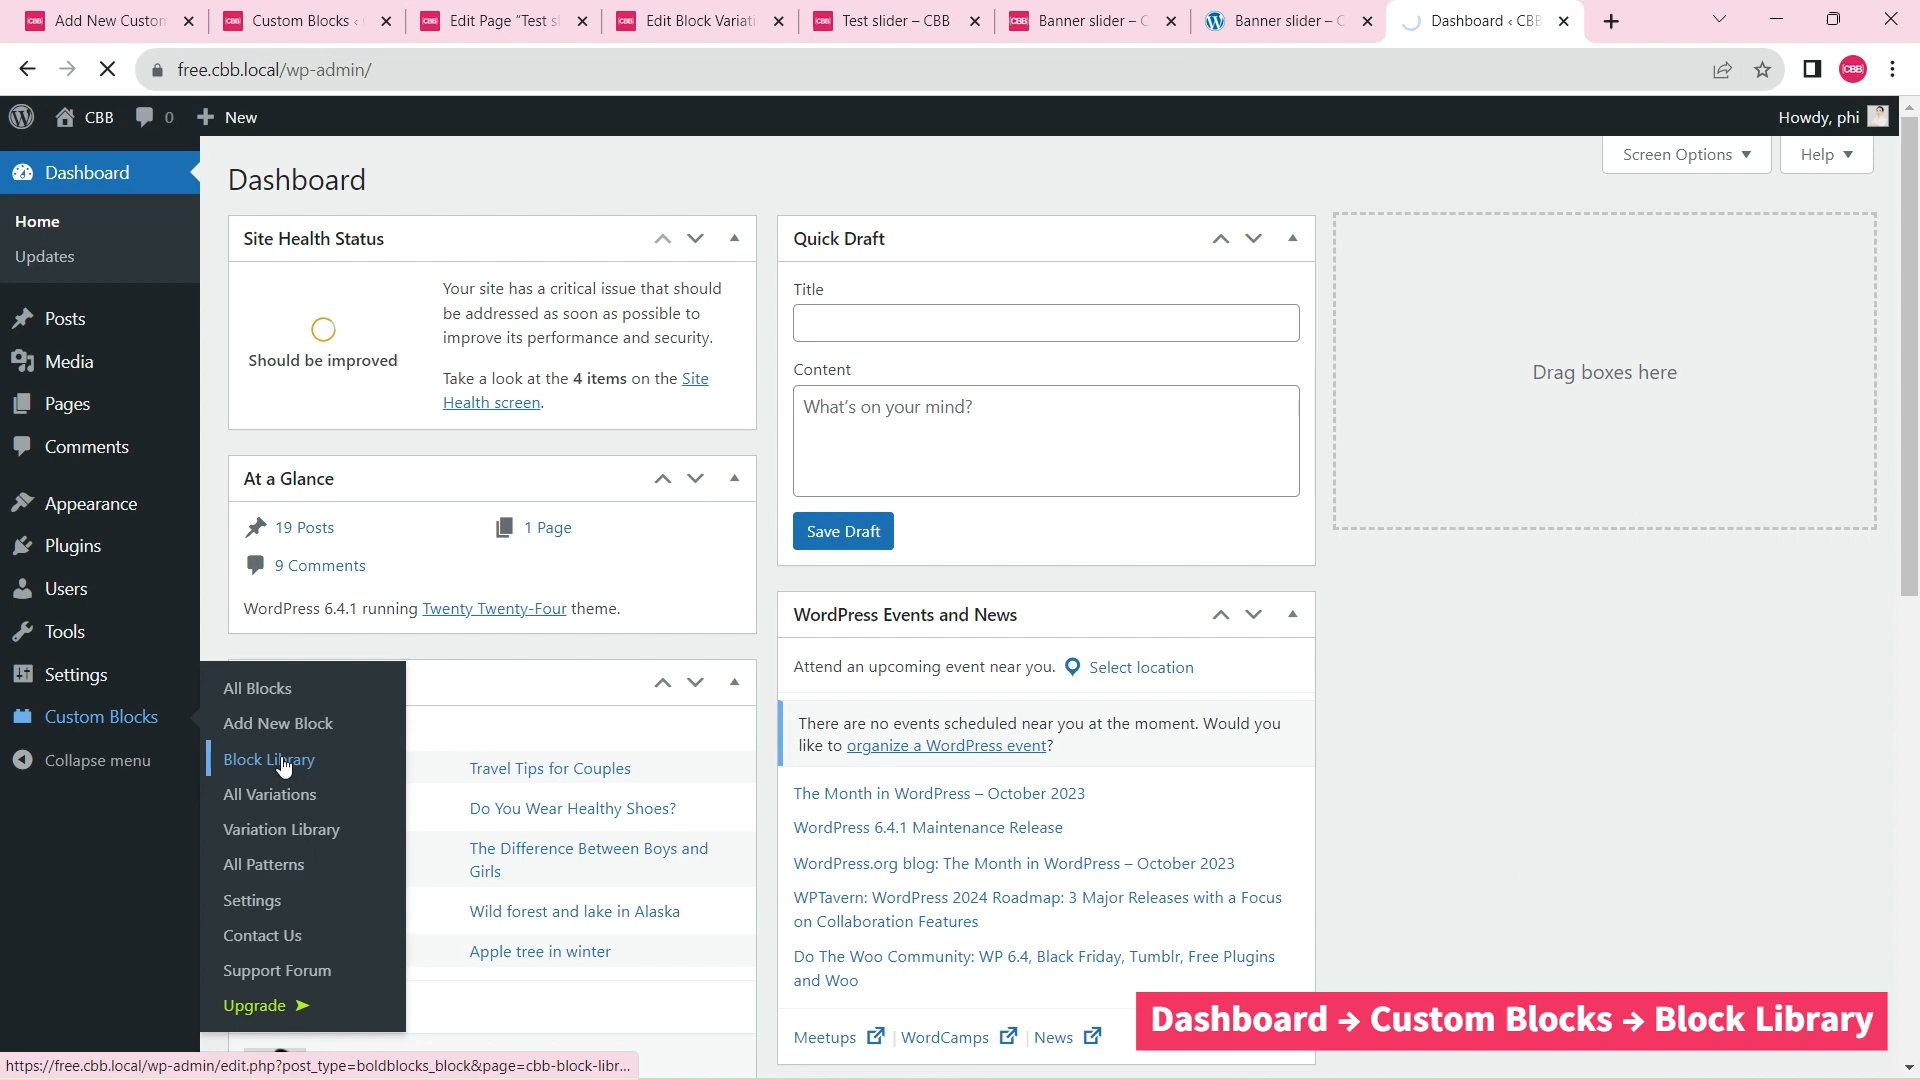 Add New Custom
Custom Blocks ‹
Edit Page "Test s
Edit Block Variati
Test slider – CBB
Banner slider – C
Banner slider – C
Dashboard ‹ CBB
free.cbb.local/wp-admin/
CBB
CBB
0
New
Howdy, phi
Dashboard
Home
Updates
Posts
Media
Pages
Comments
Appearance
Plugins
Users
Tools
Settings
Custom Blocks
Collapse menu
All Blocks
Add New Block
Block Library
All Variations
Variation Library
All Patterns
Settings
Contact Us
Support Forum
Upgrade ➤
Screen Options
Help
Dashboard
Site Health Status
Should be improved
Your site has a critical issue that should
be addressed as soon as possible to
improve its performance and security.
Take a look at the 4 items on the Site
Health screen.
At a Glance
19 Posts
1 Page
9 Comments
WordPress 6.4.1 running Twenty Twenty-Four theme.
Travel Tips for Couples
Do You Wear Healthy Shoes?
The Difference Between Boys and
Girls
Wild forest and lake in Alaska
Apple tree in winter
Quick Draft
Title
Content
What's on your mind?
Save Draft
WordPress Events and News
Attend an upcoming event near you.
Select location
There are no events scheduled near you at the moment. Would you
like to organize a WordPress event?
The Month in WordPress – October 2023
WordPress 6.4.1 Maintenance Release
WordPress.org blog: The Month in WordPress – October 2023
WPTavern: WordPress 2024 Roadmap: 3 Major Releases with a Focus
on Collaboration Features
Do The Woo Community: WP 6.4, Black Friday, Tumblr, Free Plugins
and Woo
Meetups | WordCamps | News
Drag boxes here
Dashboard → Custom Blocks → Block Library
https://free.cbb.local/wp-admin/edit.php?post_type=boldblocks_block&page=cbb-block-libr...